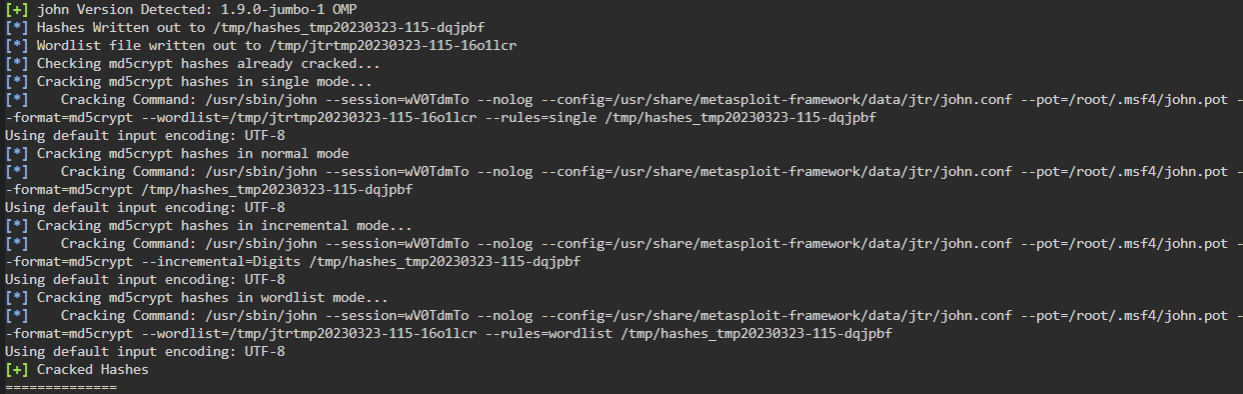 [+] john Version Detected: 1.9.0-jumbo-1 OMP
[*] Hashes Written out to /tmp/hashes_tmp20230323-115-dqjpbf
[*] Wordlist file written out to /tmp/jtrtmp20230323-115-16o1lcr
[*] Checking md5crypt hashes already cracked...
[*] Cracking md5crypt hashes in single mode...
[*]    Cracking Command: /usr/sbin/john --session=wV0TdmTo --nolog --config=/usr/share/metasploit-framework/data/jtr/john.conf --pot=/root/.msf4/john.pot -
-format=md5crypt --wordlist=/tmp/jtrtmp20230323-115-16o1lcr --rules=single /tmp/hashes_tmp20230323-115-dqjpbf
Using default input encoding: UTF-8
[*] Cracking md5crypt hashes in normal mode
[*]    Cracking Command: /usr/sbin/john --session=wV0TdmTo --nolog --config=/usr/share/metasploit-framework/data/jtr/john.conf --pot=/root/.msf4/john.pot -
-format=md5crypt /tmp/hashes_tmp20230323-115-dqjpbf
Using default input encoding: UTF-8
[*] Cracking md5crypt hashes in incremental mode...
[*]    Cracking Command: /usr/sbin/john --session=wV0TdmTo --nolog --config=/usr/share/metasploit-framework/data/jtr/john.conf --pot=/root/.msf4/john.pot -
-format=md5crypt --incremental=Digits /tmp/hashes_tmp20230323-115-dqjpbf
Using default input encoding: UTF-8
[*] Cracking md5crypt hashes in wordlist mode...
[*]    Cracking Command: /usr/sbin/john --session=wV0TdmTo --nolog --config=/usr/share/metasploit-framework/data/jtr/john.conf --pot=/root/.msf4/john.pot -
-format=md5crypt --wordlist=/tmp/jtrtmp20230323-115-16o1lcr --rules=wordlist /tmp/hashes_tmp20230323-115-dqjpbf
Using default input encoding: UTF-8
[+] Cracked Hashes
==============